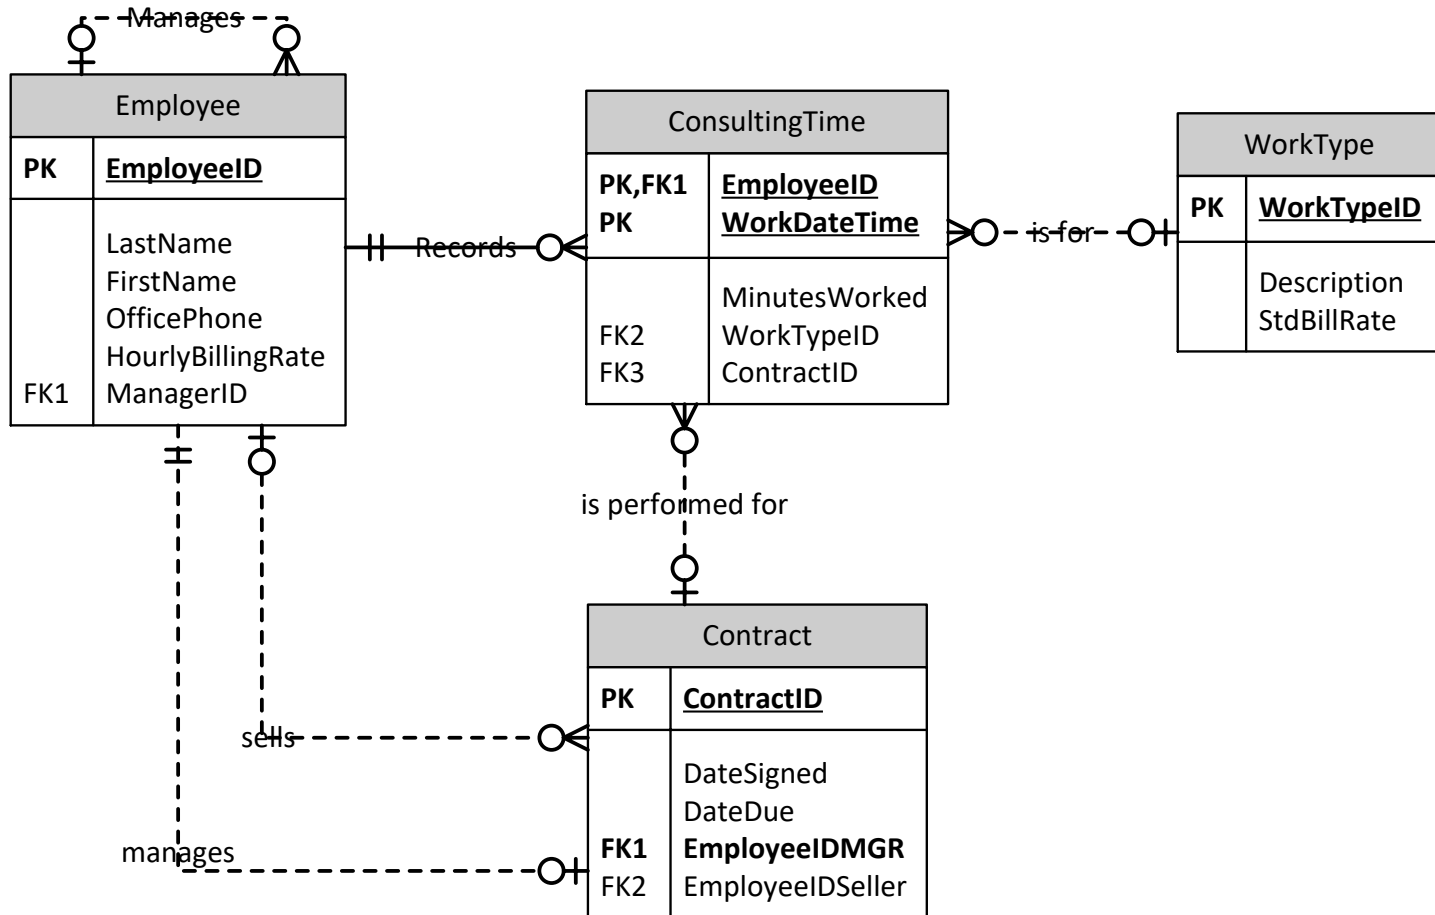 Manages
Employee
PK EmployeeID
LastName
FirstName
OfficePhone
HourlyBillingRate
FK1 ManagerID
Records
ConsultingTime
PK,FK1 EmployeeID
PK WorkDateTime
MinutesWorked
FK2 WorkTypeID
FK3 ContractID
is for
WorkType
PK WorkTypeID
Description
StdBillRate
is performed for
Contract
PK ContractID
DateSigned
DateDue
FK1 EmployeeIDMGR
FK2 EmployeeIDSeller
sells
manages